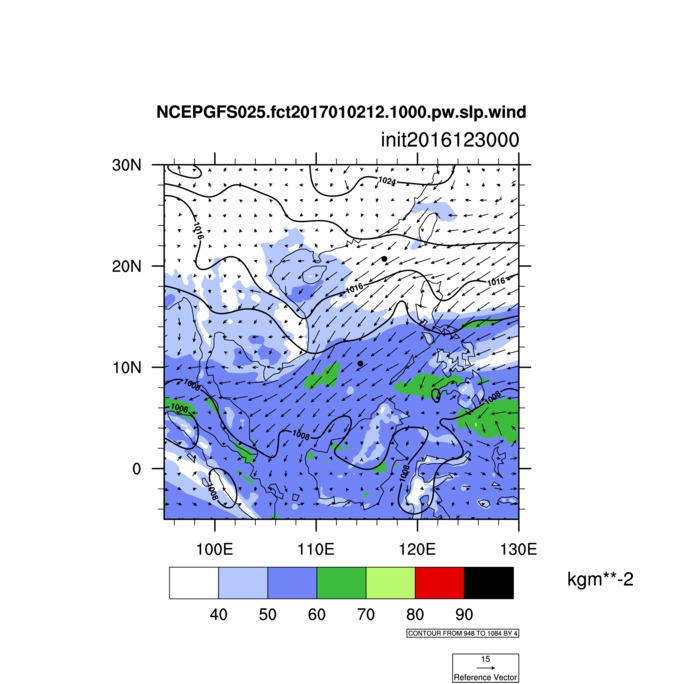 NCEPGFS025.fct2017010212.1000.pw.slp.wind
init2016123000
30N
1024
1016
20N
1016
1016
10N
1008
1008
1008
1008
0
1008
1008
100E 110E 120E 130E
kgm**-2
40 50 60 70 80 90
CONTOUR FROM 948 TO 1084 BY 4
15
Reference Vector